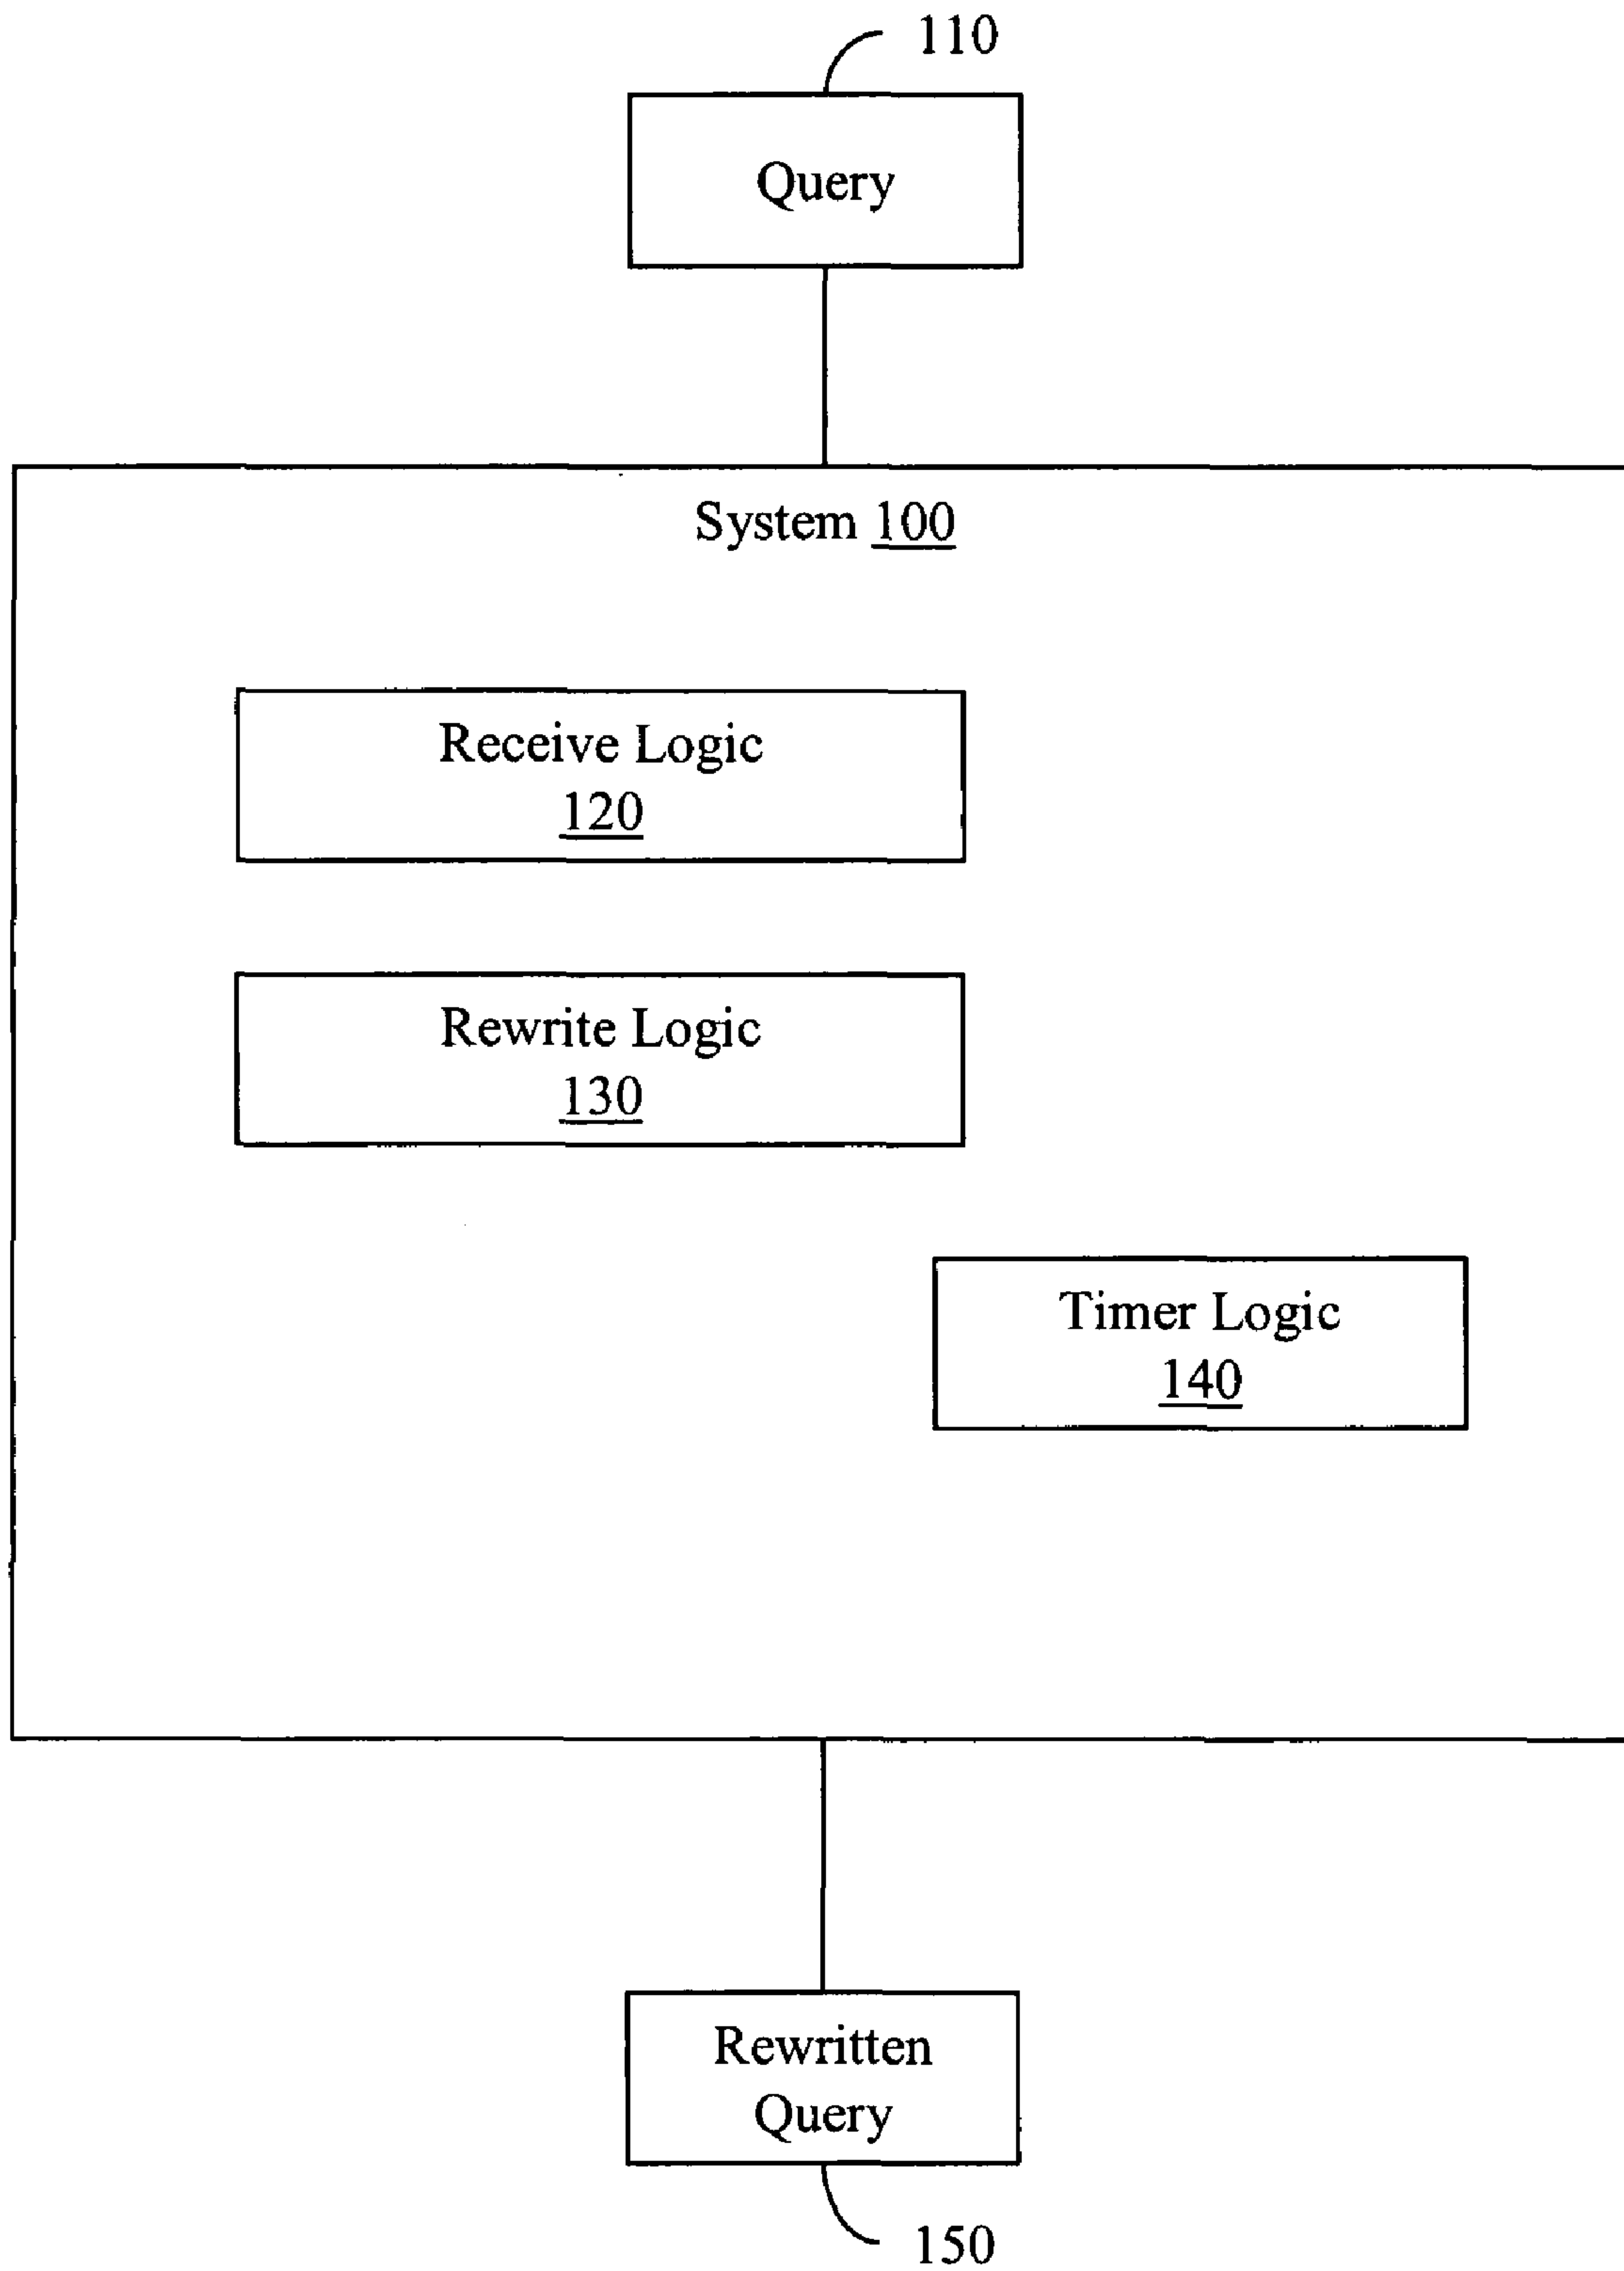 110
Query
System 100
Receive Logic
120
Rewrite Logic
130
Timer Logic
140
Rewritten
Query
150